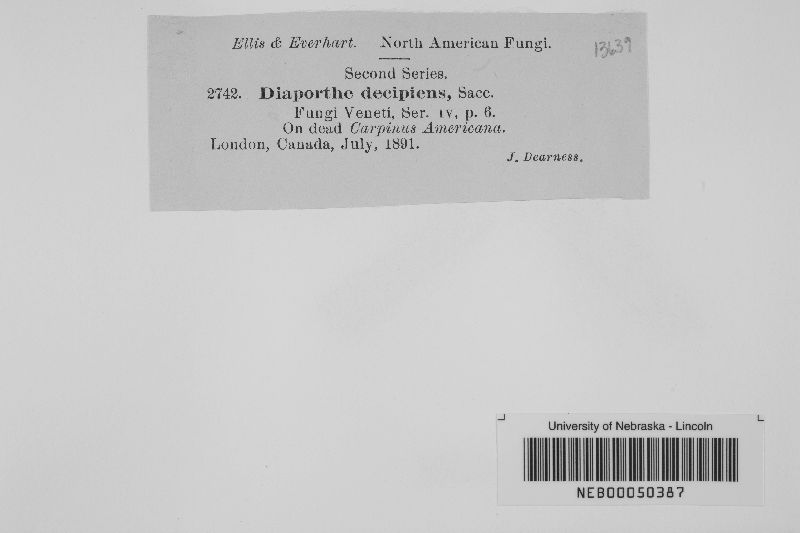 Ellis & Everhart. North American Fungi.
13639
Second Series.
2742. Diaporthe decipiens, Sacc.
Fungi Veneti, Ser. IV, p. 6.
On dead Carpinus Americana.
London, Canada, July, 1891.
J. Dearness.
University of Nebraska - Lincoln
NEB00050387